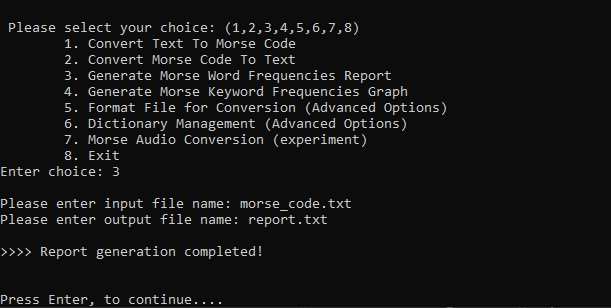 Please select your choice: (1,2,3,4,5,6,7,8)
1. Convert Text To Morse Code
2. Convert Morse Code To Text
3. Generate Morse Word Frequencies Report
4. Generate Morse Keyword Frequencies Graph
5. Format File for Conversion (Advanced Options)
6. Dictionary Management (Advanced Options)
7. Morse Audio Conversion (experiment)
8. Exit
Enter choice: 3
Please enter input file name: morse_code.txt
Please enter output file name: report.txt
>>>> Report generation completed!
Press Enter, to continue....